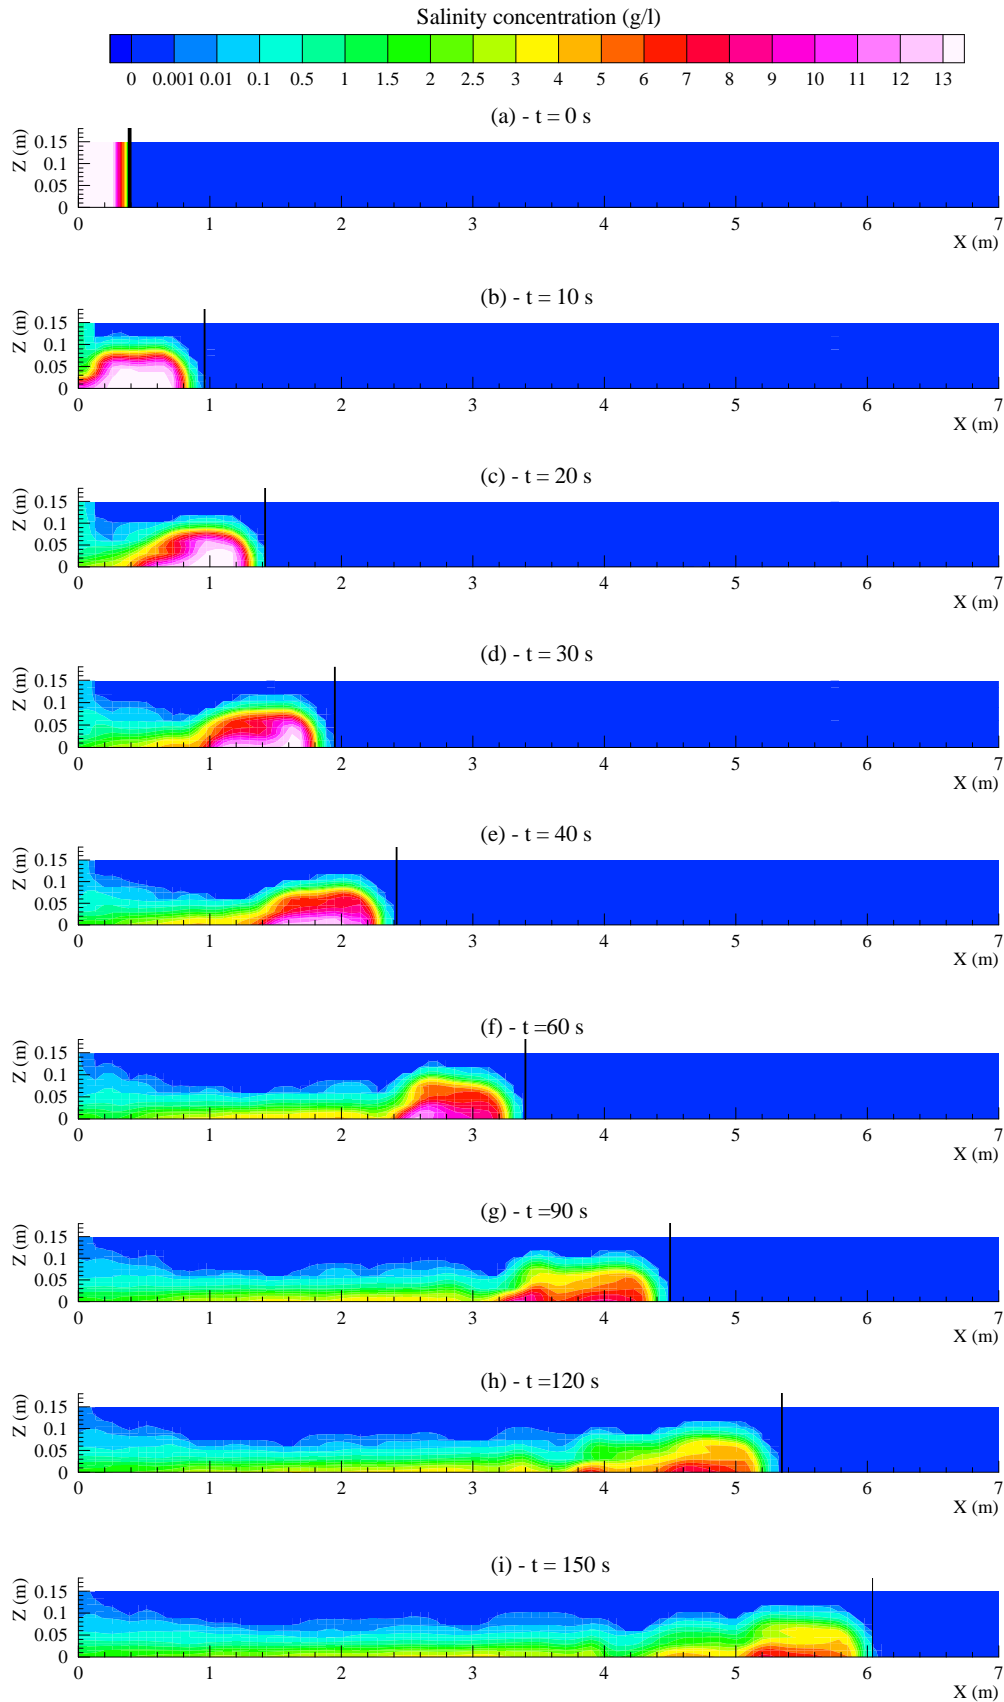 Salinity concentration (g/l)
0 0.001 0.01 0.1 0.5 1 1.5 2 2.5 3 4 5 6 7 8 9 10 11 12 13
(a) - t = 0 s
Z (m)
0.15
0.1
0.05
0
0 1 2 3 4 5 6 7
X (m)
(b) - t = 10 s
Z (m)
0.15
0.1
0.05
0
0 1 2 3 4 5 6 7
X (m)
(c) - t = 20 s
Z (m)
0.15
0.1
0.05
0
0 1 2 3 4 5 6 7
X (m)
(d) - t = 30 s
Z (m)
0.15
0.1
0.05
0
0 1 2 3 4 5 6 7
X (m)
(e) - t = 40 s
Z (m)
0.15
0.1
0.05
0
0 1 2 3 4 5 6 7
X (m)
(f) - t =60 s
Z (m)
0.15
0.1
0.05
0
0 1 2 3 4 5 6 7
X (m)
(g) - t =90 s
Z (m)
0.15
0.1
0.05
0
0 1 2 3 4 5 6 7
X (m)
(h) - t =120 s
Z (m)
0.15
0.1
0.05
0
0 1 2 3 4 5 6 7
X (m)
(i) - t = 150 s
Z (m)
0.15
0.1
0.05
0
0 1 2 3 4 5 6 7
X (m)